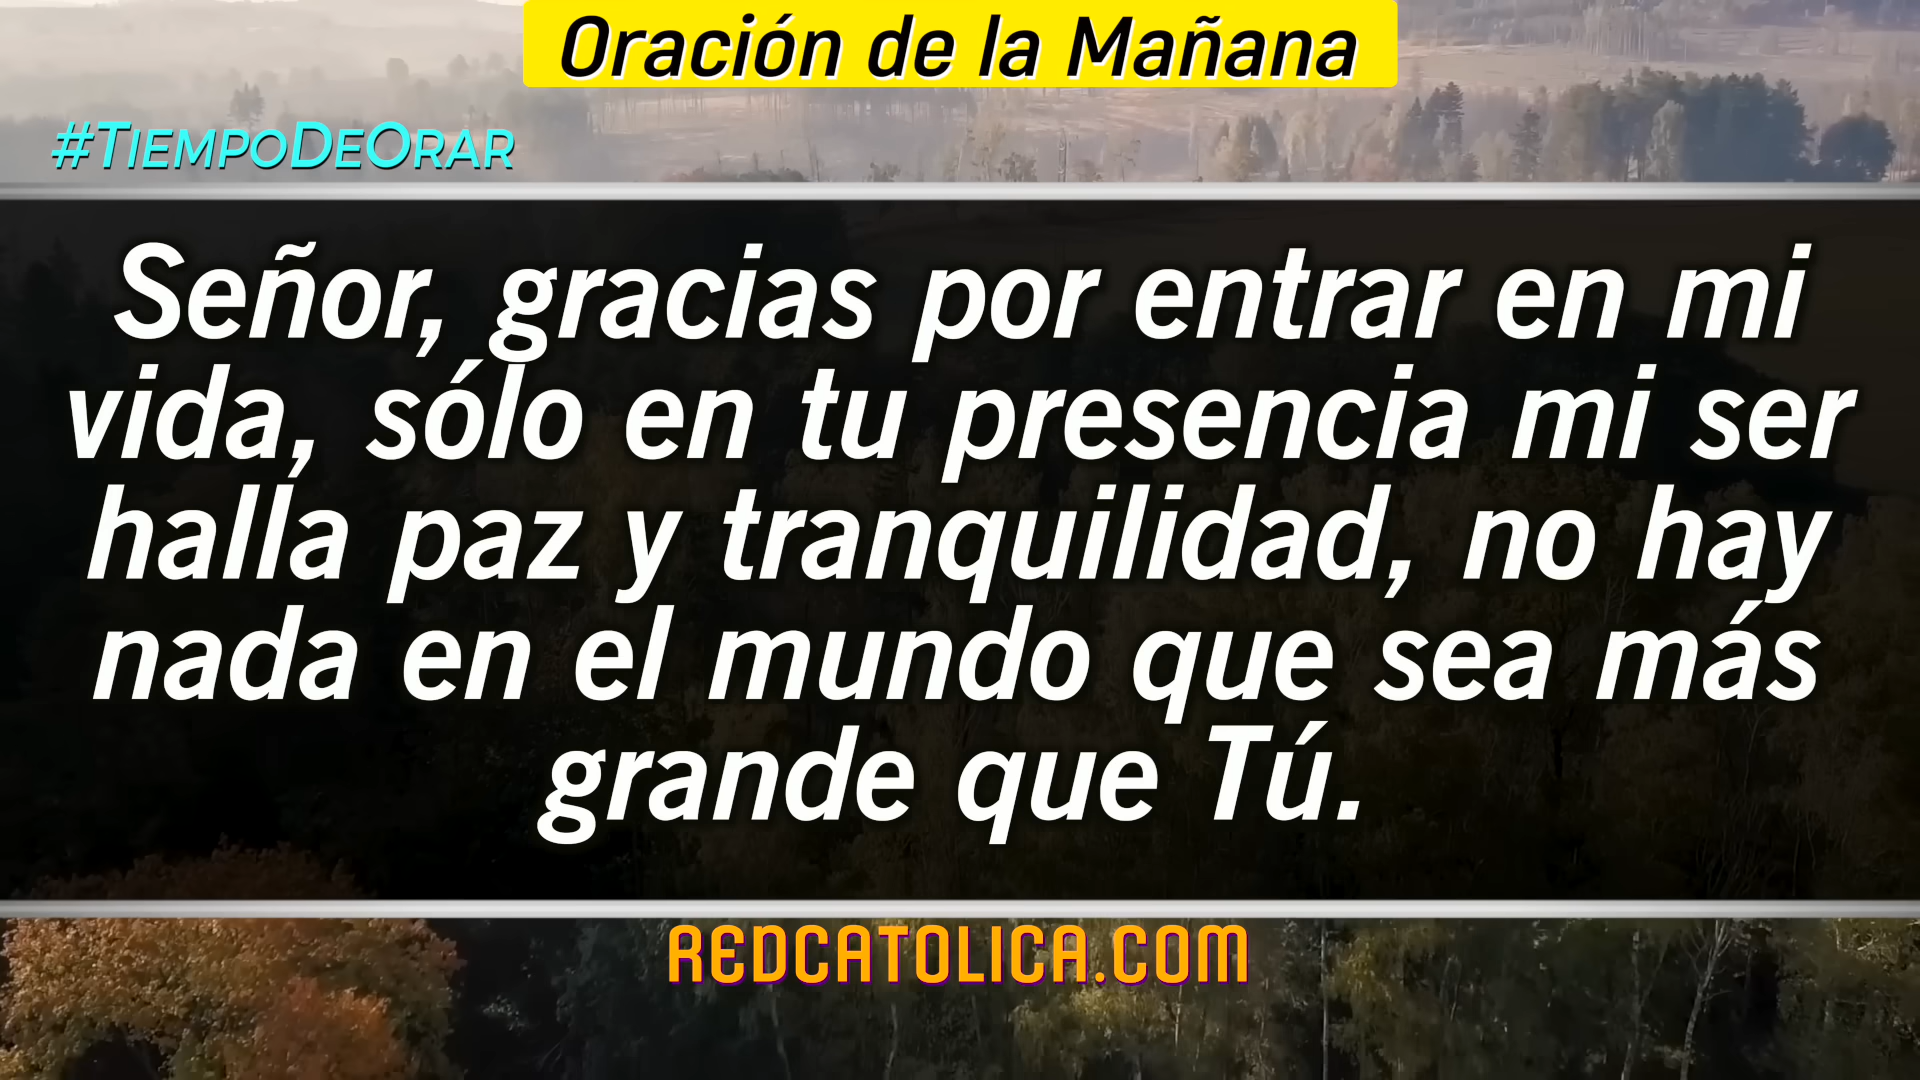 Oración de la Mañana
#TiempoDeOrar
Señor, gracias por entrar en mi
vida, sólo en tu presencia mi ser
halla paz y tranquilidad, no hay
nada en el mundo que sea más
grande que Tú.
REDCATOLICA.COM